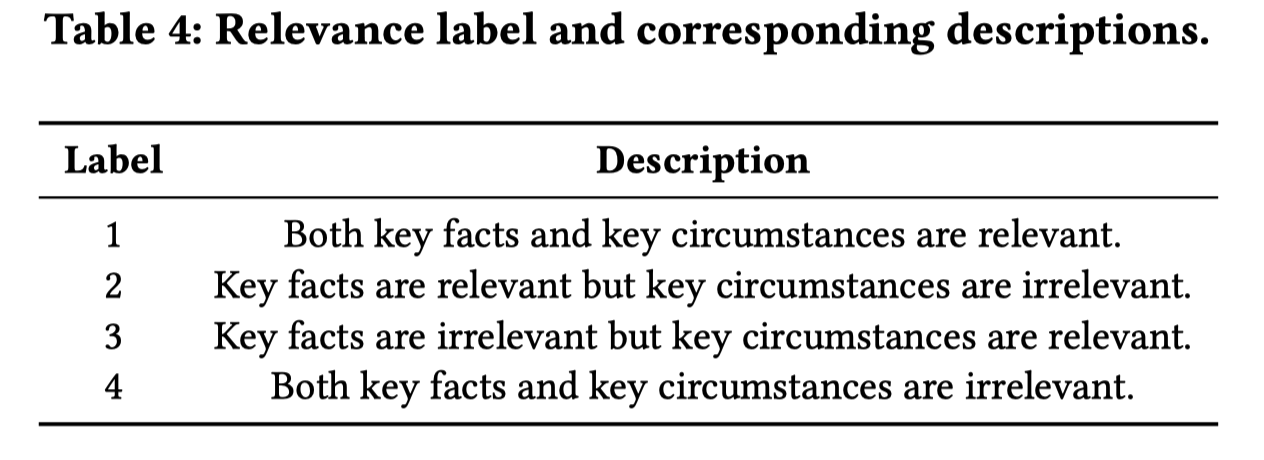 Table 4: Relevance label and corresponding descriptions.
Label Description
1 Both key facts and key circumstances are relevant.
2 Key facts are relevant but key circumstances are irrelevant.
3 Key facts are irrelevant but key circumstances are relevant.
4 Both key facts and key circumstances are irrelevant.